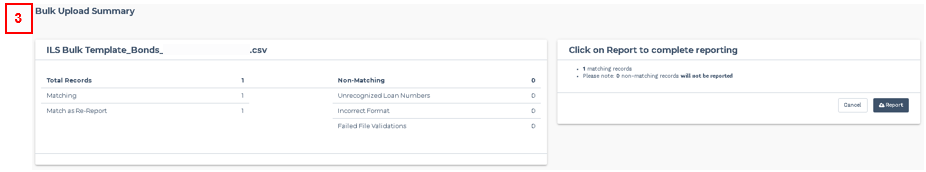 3
Bulk Upload Summary
ILS Bulk Template_Bonds_ .csv
Total Records 1
Matching 1
Match as Re-Report 1
Non-Matching 0
Unrecognized Loan Numbers 0
Incorrect Format 0
Failed File Validations 0
Click on Report to complete reporting
• 1 matching records
• Please note: 0 non-matching records will not be reported
Cancel
Report